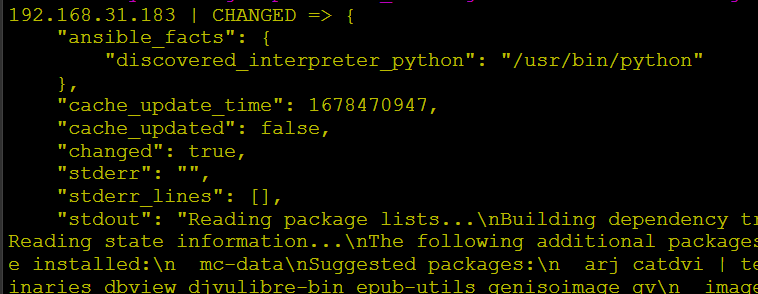 192.168.31.183 | CHANGED => {
    "ansible_facts": {
        "discovered_interpreter_python": "/usr/bin/python"
    },
    "cache_update_time": 1678470947,
    "cache_updated": false,
    "changed": true,
    "stderr": "",
    "stderr_lines": [],
    "stdout": "Reading package lists...\nBuilding dependency tr
Reading state information...\nThe following additional packages
e installed:\n  mc-data\nSuggested packages:\n  arj catdvi | te
inaries dbview djvulibre-bin epub-utils genisoimage gv\n  image